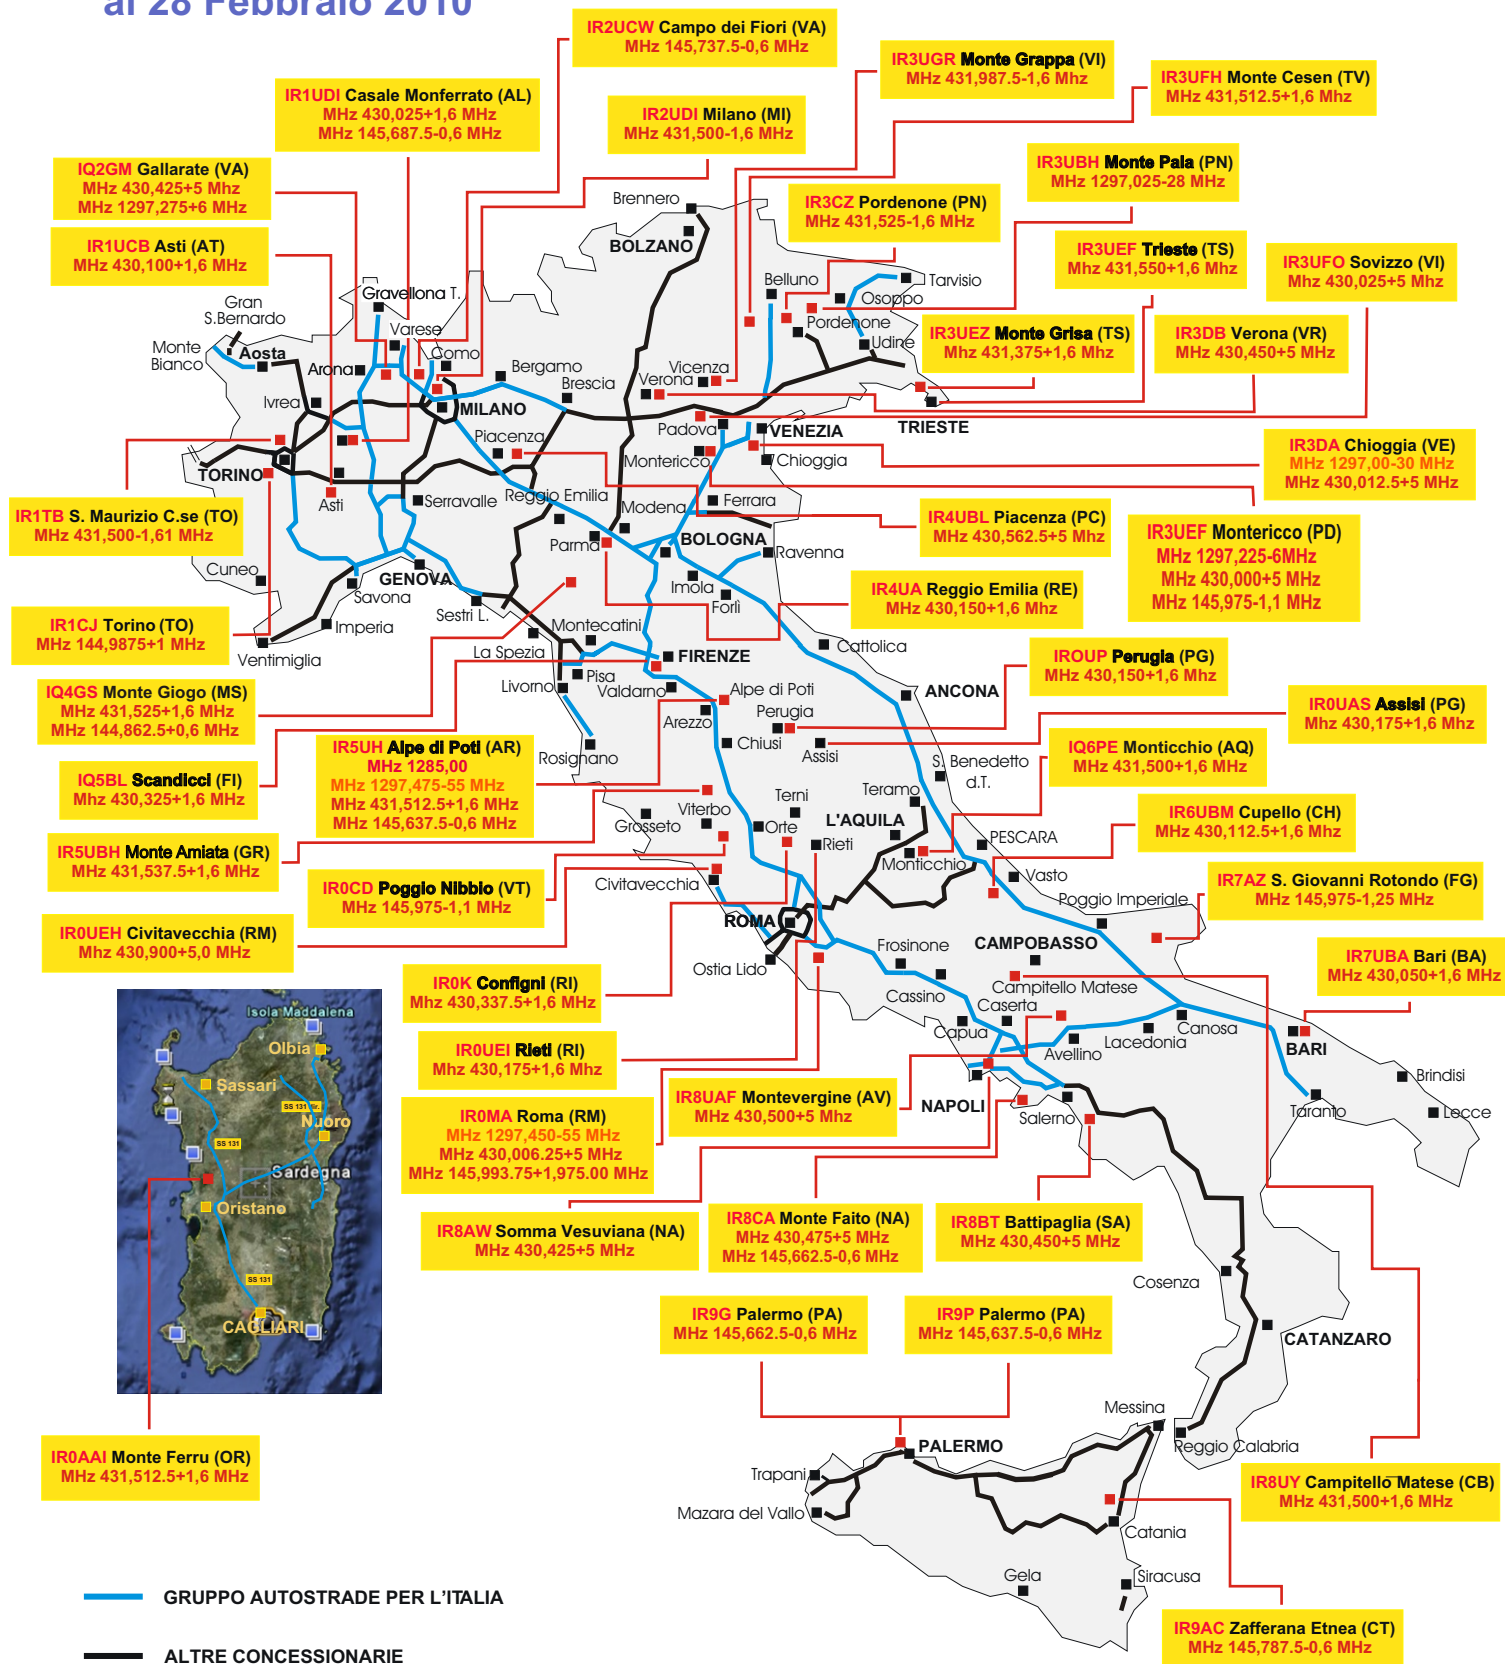 al 28 Febbraio 2010
IR2UCW Campo dei Fiori (VA)
MHz 145,737.5-0,6 MHz
IR3UGR Monte Grappa (VI)
MHz 431,987.5-1,6 Mhz
IR3UFH Monte Cesen (TV)
MHz 431,512.5+1,6 Mhz
IR1UDI Casale Monferrato (AL)
MHz 430,025+1,6 MHz
MHz 145,687.5-0,6 MHz
IR2UDI Milano (MI)
MHz 431,500-1,6 MHz
IQ2GM Gallarate (VA)
MHz 430,425+5 Mhz
MHz 1297,275+6 MHz
IR3UBH Monte Pala (PN)
MHz 1297,025-28 MHz
IR3CZ Pordenone (PN)
MHz 431,525-1,6 MHz
IR1UCB Asti (AT)
MHz 430,100+1,6 MHz
IR3UEF Trieste (TS)
Mhz 431,550+1,6 Mhz
IR3UFO Sovizzo (VI)
MHz 430,025+5 MHz
IR3UEZ Monte Grisa (TS)
Mhz 431,375+1,6 Mhz
IR3DB Verona (VR)
MHz 430,450+5 MHz
Brennero
BOLZANO
Belluno
Tarvisio
Osoppo
Pordenone
Udine
Gravellona T.
Gran
S.Bernardo
Monte
Bianco
Aosta
Varese
Como
Arona
Bergamo
Brescia
Verona
Vicenza
Ivrea
MILANO
Piacenza
Padova
VENEZIA
TRIESTE
Montericco
Chioggia
TORINO
Asti
Serravalle
Reggio Emilia
Modena
Ferrara
Parma
BOLOGNA
Ravenna
IR3DA Chioggia (VE)
MHz 1297,00-30 MHz
MHz 430,012.5+5 MHz
IR1TB S. Maurizio C.se (TO)
MHz 431,500-1,61 MHz
IR4UBL Piacenza (PC)
MHz 430,562.5+5 Mhz
IR3UEF Montericco (PD)
MHz 1297,225-6MHz
MHz 430,000+5 MHz
MHz 145,975-1,1 MHz
Cuneo
GENOVA
Savona
Sestri L.
Imola
Forlì
IR4UA Reggio Emilia (RE)
MHz 430,150+1,6 MHz
IR1CJ Torino (TO)
MHz 144,9875+1 MHz
Imperia
Ventimiglia
La Spezia
Montecatini
FIRENZE
Cattolica
Livorno
Pisa
Valdarno
Alpe di Poti
ANCONA
Arezzo
Perugia
Chiusi
Assisi
Rosignano
IROUP Perugia (PG)
MHz 430,150+1,6 MHz
IQ4GS Monte Giogo (MS)
MHz 431,525+1,6 MHz
MHz 144,862.5+0,6 MHz
IR0UAS Assisi (PG)
MHz 430,175+1,6 Mhz
IR5UH Alpe di Poti (AR)
MHz 1285,00
MHz 1297,475-55 MHz
MHz 431,512.5+1,6 MHz
MHz 145,637.5-0,6 MHz
IQ6PE Monticchio (AQ)
MHz 431,500+1,6 MHz
IQ5BL Scandicci (FI)
Mhz 430,325+1,6 MHz
S. Benedetto
d.T.
Teramo
Terni
L'AQUILA
Grosseto
Viterbo
Orte
Rieti
Monticchio
PESCARA
IR6UBM Cupello (CH)
MHz 430,112.5+1,6 MHz
IR5UBH Monte Amiata (GR)
MHz 431,537.5+1,6 MHz
IR0CD Poggio Nibbio (VT)
MHz 145,975-1,1 MHz
Civitavecchia
Vasto
Poggio Imperiale
IR7AZ S. Giovanni Rotondo (FG)
MHz 145,975-1,25 MHz
IR0UEH Civitavecchia (RM)
MHz 430,900+5,0 MHz
ROMA
Ostia Lido
Frosinone
CAMPOBASSO
Cassino
Campitello Matese
Caserta
Capua
IR7UBA Bari (BA)
MHz 430,050+1,6 MHz
IR0K Configni (RI)
Mhz 430,337.5+1,6 MHz
Isola Maddalena
Olbia
Sassari
SS 131 dir.
Nuoro
SS 131
Sardegna
Oristano
SS 131
CAGLIARI
Canosa
Lacedonia
Avellino
BARI
Brindisi
Lecce
Taranto
IR0UEI Rieti (RI)
MHz 430,175+1,6 MHz
IR8UAF Montevergine (AV)
MHz 430,500+5 Mhz
NAPOLI
Salerno
IR0MA Roma (RM)
MHz 1297,450-55 MHz
MHz 430,006.25+5 MHz
MHz 145,993.75+1,975.00 MHz
IR8AW Somma Vesuviana (NA)
MHz 430,425+5 MHz
IR8CA Monte Faito (NA)
MHz 430,475+5 MHz
MHz 145,662.5-0,6 MHz
IR8BT Battipaglia (SA)
MHz 430,450+5 MHz
Cosenza
CATANZARO
IR9G Palermo (PA)
MHz 145,662.5-0,6 MHz
IR9P Palermo (PA)
MHz 145,637.5-0,6 MHz
Messina
Reggio Calabria
PALERMO
Trapani
Mazara del Vallo
Catania
Gela
Siracusa
IR0AAI Monte Ferru (OR)
MHz 431,512.5+1,6 MHz
IR8UY Campitello Matese (CB)
MHz 431,500+1,6 MHz
IR9AC Zafferana Etnea (CT)
MHz 145,787.5-0,6 MHz
GRUPPO AUTOSTRADE PER L'ITALIA
ALTRE CONCESSIONARIE